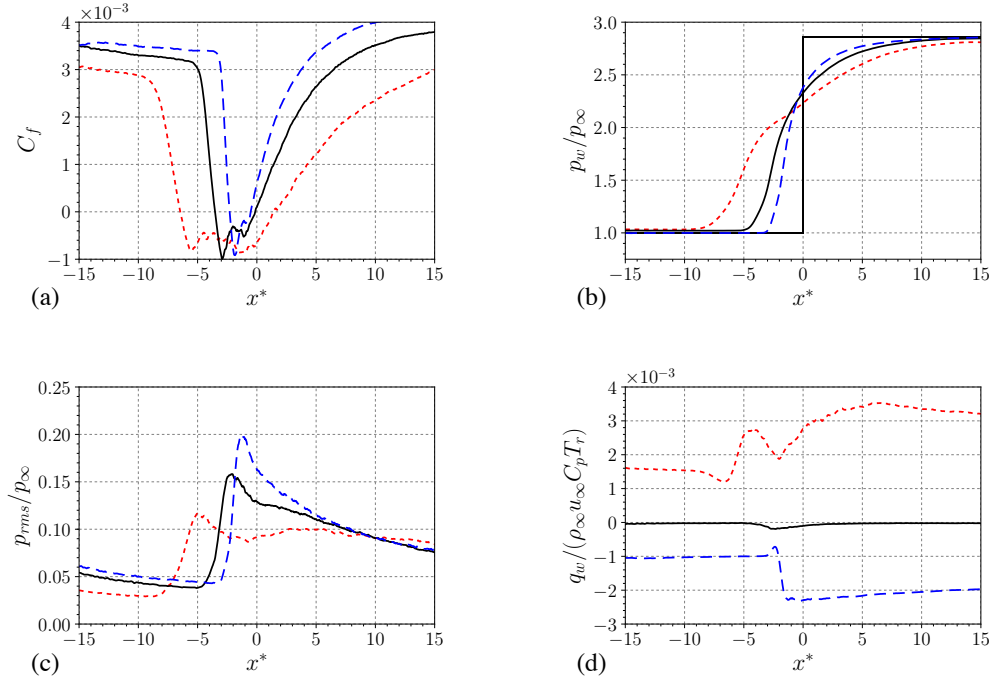 ×10⁻³
4
3
2
1
0
−1
C_f
−15 −10 −5 0 5 10 15
x*
(a)
3.0
2.5
2.0
1.5
1.0
p_w/p_∞
−15 −10 −5 0 5 10 15
x*
(b)
0.25
0.20
0.15
0.10
0.05
0.00
p_rms/p_∞
−15 −10 −5 0 5 10 15
x*
(c)
×10⁻³
4
3
2
1
0
−1
−2
−3
q_w/(ρ_∞u_∞C_pT_r)
−15 −10 −5 0 5 10 15
x*
(d)